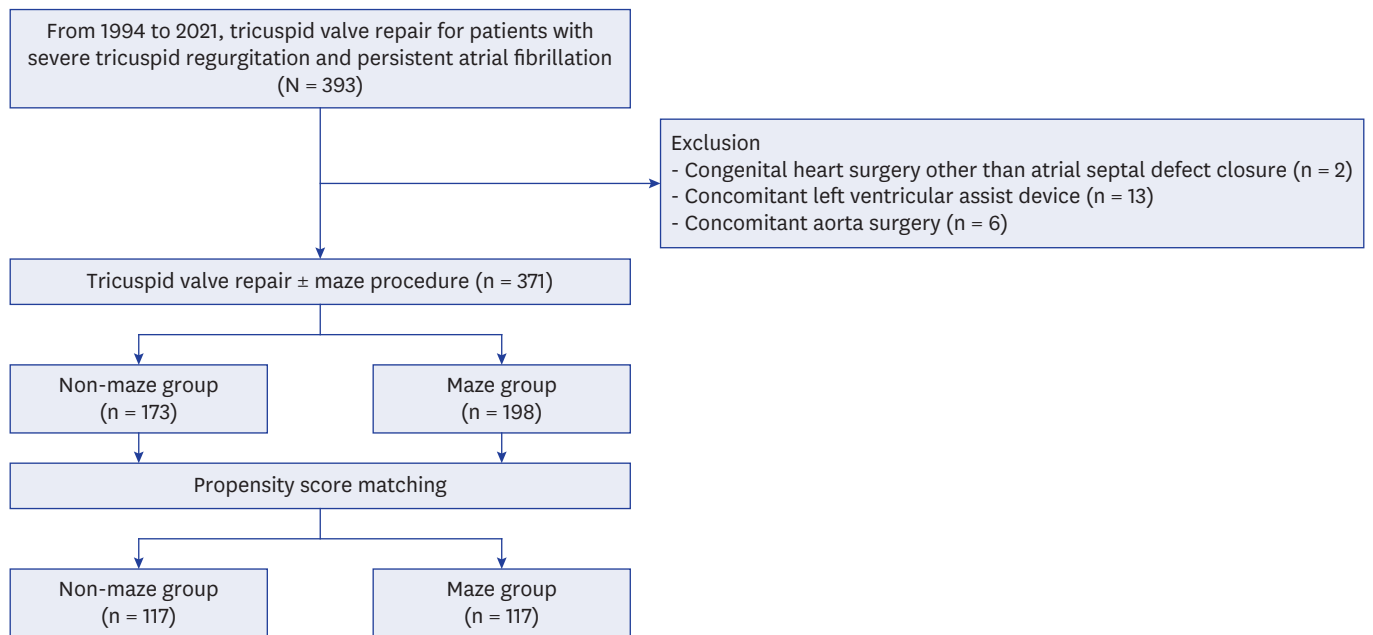 From 1994 to 2021, tricuspid valve repair for patients with
severe tricuspid regurgitation and persistent atrial fibrillation
(N = 393)
Exclusion
- Congenital heart surgery other than atrial septal defect closure (n = 2)
- Concomitant left ventricular assist device (n = 13)
- Concomitant aorta surgery (n = 6)
Tricuspid valve repair ± maze procedure (n = 371)
Non-maze group
(n = 173)
Maze group
(n = 198)
Propensity score matching
Non-maze group
(n = 117)
Maze group
(n = 117)